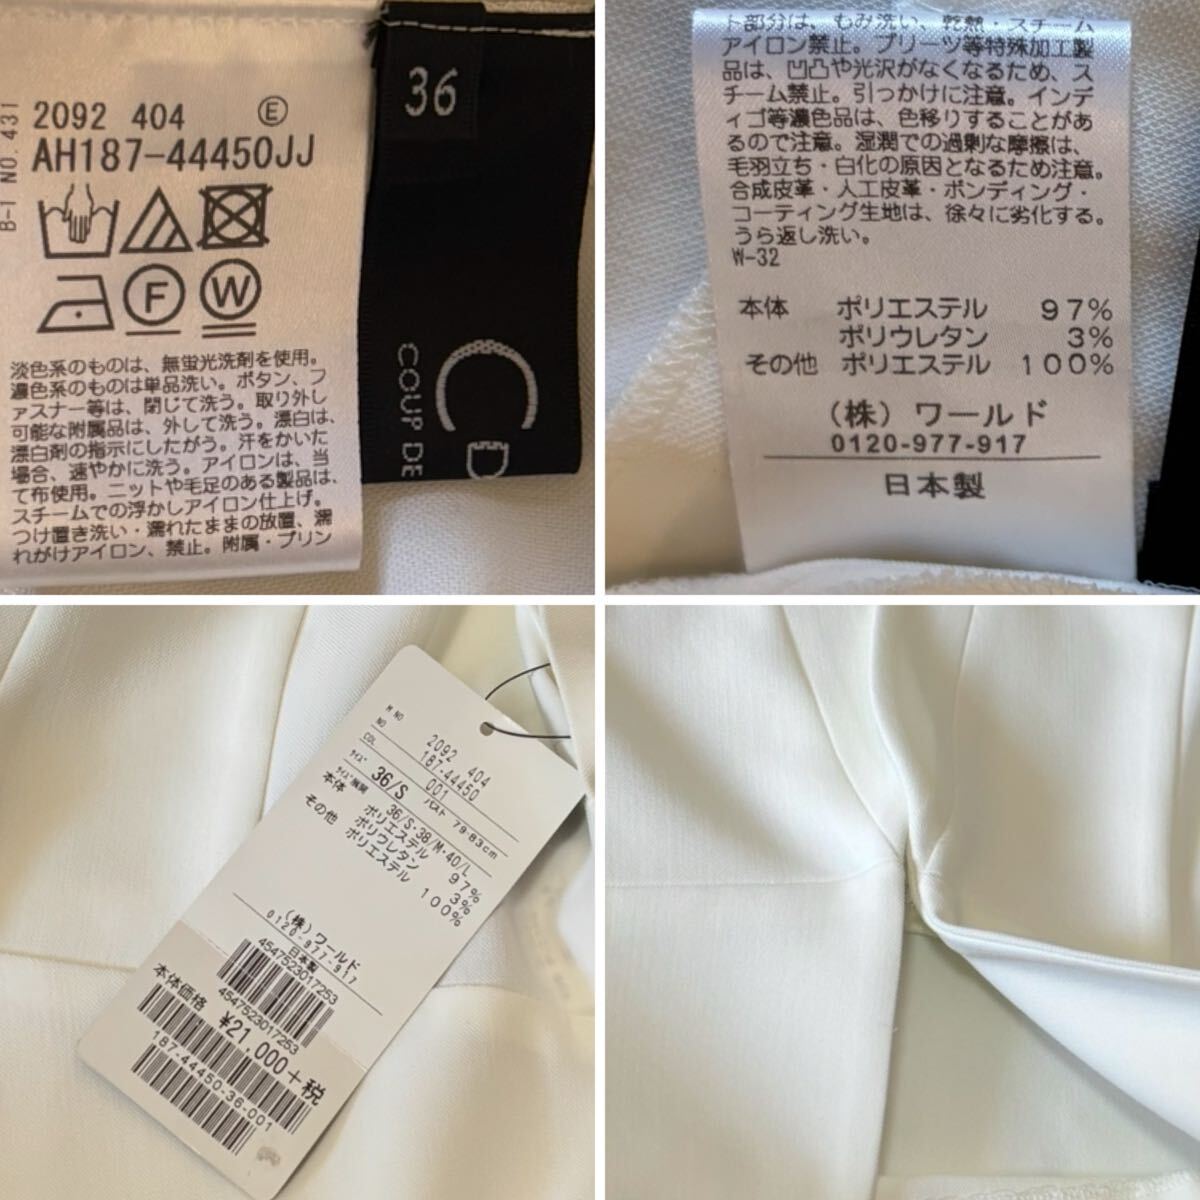 B-1 NO. 431
2092 404 Ⓔ
AH187-44450JJ
F
W
淡色系のものは、無蛍光洗剤を使用。
濃色系のものは単品洗い。ボタン、フ
ァスナー等は、閉じて洗う。取り外し
可能な附属品は、外して洗う。漂白は、
漂白剤の指示にしたがう。汗をかいた
場合、速やかに洗う。アイロンは、当
て布使用。ニットや毛足のある製品は、
スチームでの浮かしアイロン仕上げ。
つけ置き洗い・濡れたままの放置、濡
れがけアイロン、禁止。附属・プリン
36
COUP DE
ト部分は、もみ洗い、乾熱・スチーム
アイロン禁止。プリーツ等特殊加工製
品は、凹凸や光沢がなくなるため、ス
チーム禁止。引っかけに注意。インデ
ィゴ等濃色品は、色移りすることがあ
るので注意。湿潤での過剰な摩擦は、
毛羽立ち・白化の原因となるため注意。
合成皮革・人工皮革・ボンディング・
コーティング生地は、徐々に劣化する。
うら返し洗い。
W-32
本体 ポリエステル 97%
ポリウレタン 3%
その他 ポリエステル 100%
(株)ワールド
0120-977-917
日本製
M NO 2092 404
NO 187-44450
COL 001
サイズ 36/S バスト 79-83cm
サイズ展開 36/S・38/M・40/L
本体 ポリエステル 97%
ポリウレタン 3%
その他 ポリエステル 100%
(株)ワールド
0120-977-917
日本製
4547523017253
4547523017253
本体価格 ¥21,000+税
187-44450-36-001